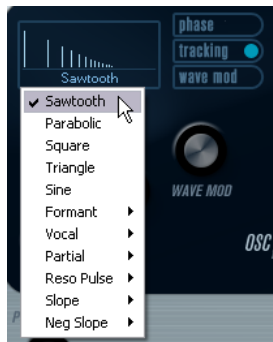 phase
tracking
wave mod
Sawtooth
Sawtooth
Parabolic
Square
Triangle
Sine
Formant
Vocal
Partial
Reso Pulse
Slope
Neg Slope
WAVE MOD
OSC
P